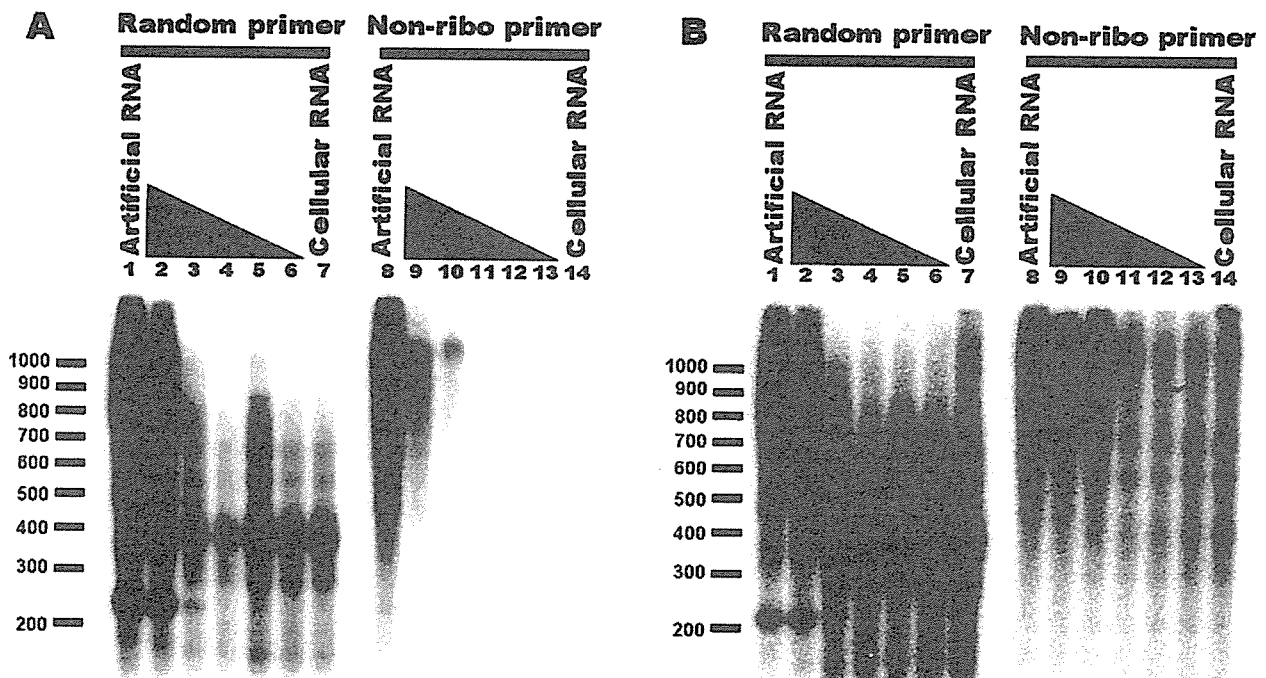 A
Random primer
Non-ribo primer
Artificial RNA
Cellular RNA
Artificial RNA
Cellular RNA
1 2 3 4 5 6 7
8 9 10 11 12 13 14
1000
900
800
700
600
500
400
300
200
B
Random primer
Non-ribo primer
Artificial RNA
Cellular RNA
Artificial RNA
Cellular RNA
1 2 3 4 5 6 7
8 9 10 11 12 13 14
1000
900
800
700
600
500
400
300
200